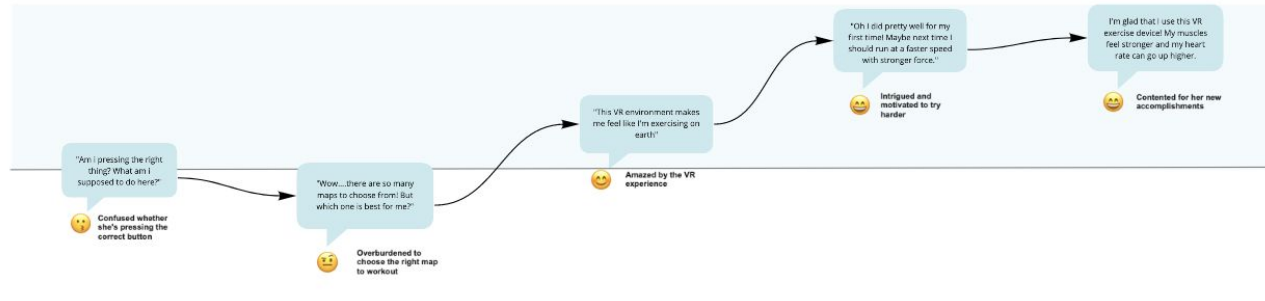 "Am i pressing the right
thing? What am i
supposed to do here?"
Confused whether
she's pressing the
correct button
"Wow....there are so many
maps to choose from! But
which one is best for me?"
Overburdened to
choose the right map
to workout
"This VR environment makes
me feel like I'm exercising on
earth"
Amazed by the VR
experience
"Oh I did pretty well for my
first time! Maybe next time I
should run at a faster speed
with stronger force."
Intrigued and
motivated to try
harder
I'm glad that I use this VR
exercise device! My muscles
feel stronger and my heart
rate can go up higher.
Contented for her new
accomplishments